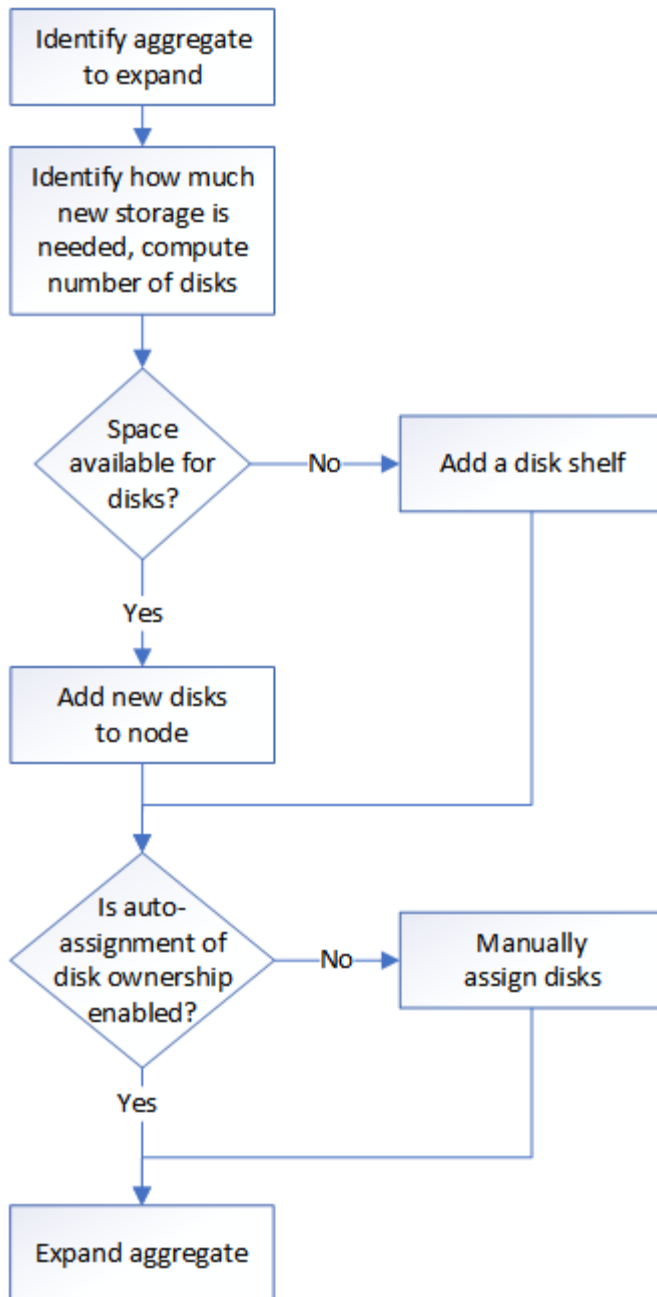 Identify aggregate
to expand
Identify how much
new storage is
needed, compute
number of disks
Space
available for
disks?
No
Add a disk shelf
Yes
Add new disks
to node
Is auto-
assignment of
disk ownership
enabled?
No
Manually
assign disks
Yes
Expand aggregate